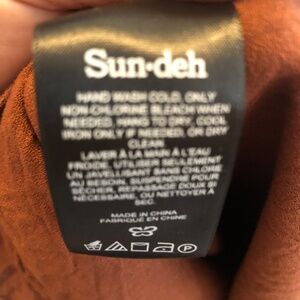 Sun·deh
HAND WASH COLD, ONLY
NON-CHLORINE BLEACH WHEN
NEEDED, HANG TO DRY, COOL
IRON ONLY IF NEEDED, OR DRY
CLEAN
LAVER À LA MAIN À L'EAU
FROIDE, UTILISER SEULEMENT
UN JAVELLISANT SANS CHLORE
AU BESOIN, SUSPENDRE POUR
SÉCHER, REPASSAGE DOUX SI
NÉCESSAIRE, OU NETTOYER À
SEC.
MADE IN CHINA
FABRIQUÉ EN CHINE
P